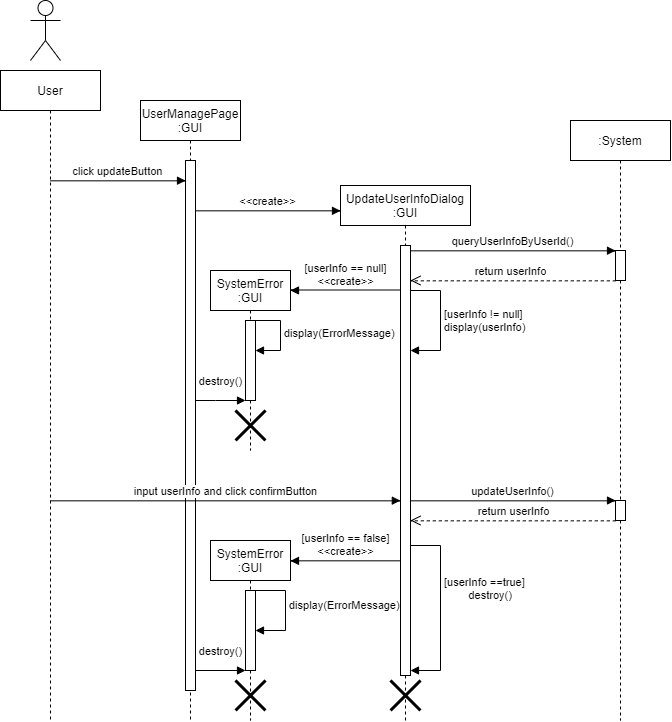 User
UserManagePage
:GUI
:System
click updateButton
<<create>>
UpdateUserInfoDialog
:GUI
queryUserInfoByUserId()
return userInfo
[userInfo == null]
<<create>>
SystemError
:GUI
[userInfo != null]
display(userInfo)
display(ErrorMessage)
destroy()
input userInfo and click confirmButton
updateUserInfo()
return userInfo
[userInfo == false]
<<create>>
SystemError
:GUI
[userInfo ==true]
destroy()
display(ErrorMessage)
destroy()